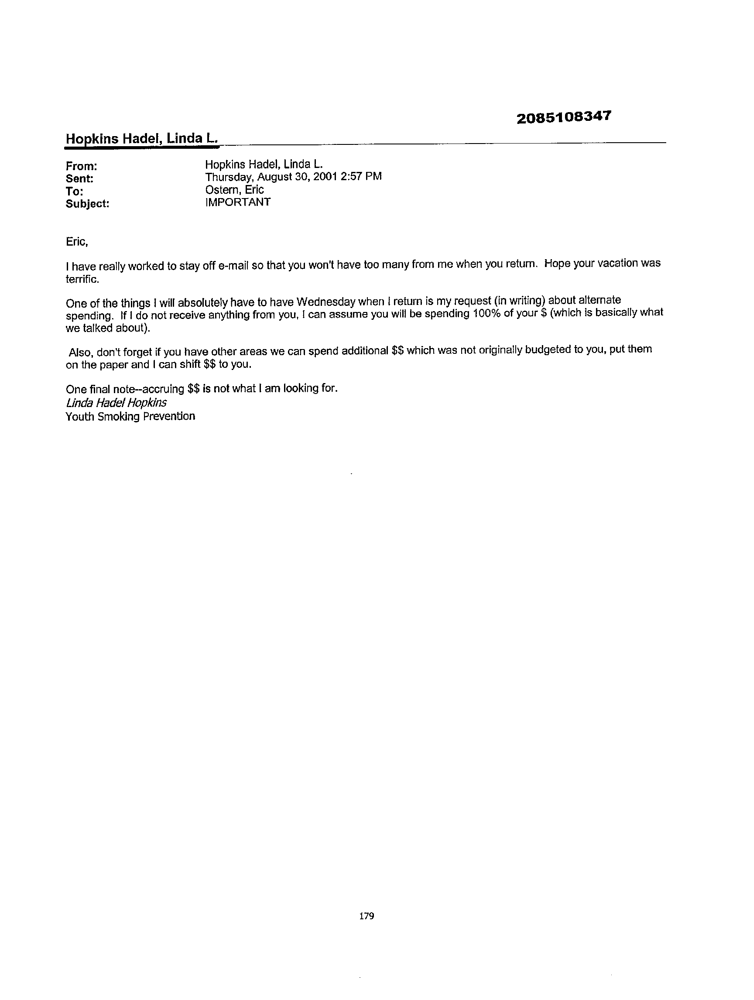 2085108347
Hopkins Hadel, Linda L.
From: Hopkins Hadel, Linda L.
Sent: Thursday, August 30, 2001 2:57 PM
To: Ostern, Eric
Subject: IMPORTANT
Eric,
I have really worked to stay off e-mail so that you won't have too many from me when you return.  Hope your vacation was
terrific.
One of the things I will absolutely have to have Wednesday when I return is my request (in writing) about alternate
spending.  If I do not receive anything from you, I can assume you will be spending 100% of your $ (which is basically what
we talked about).
Also, don't forget if you have other areas we can spend additional $$ which was not originally budgeted to you, put them
on the paper and I can shift $$ to you.
One final note--accruing $$ is not what I am looking for.
Linda Hadel Hopkins
Youth Smoking Prevention
179